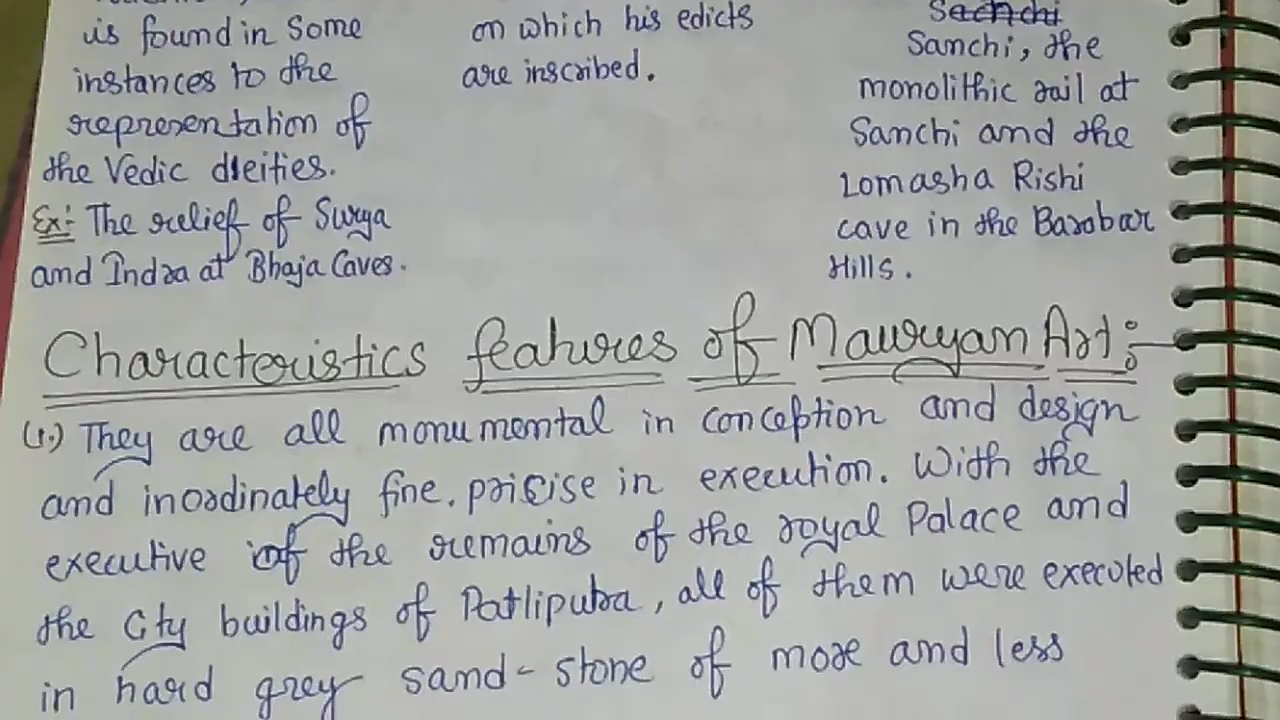 is found in Some
instances to the
representation of
the Vedic dieities.
Ex:- The relief of Surya
and Indra at Bhaja Caves.
on which his edicts
are inscribed.
Sanchi, the
monolithic rail at
Sanchi and the
Lomasha Rishi
cave in the Barabar
Hills.
Characteristics features of Mauryan Art:-
(1.) They are all monumental in conception and design
and inordinately fine. pricise in execution. With the
executive of the remains of the royal Palace and
the City buildings of Patliputra, all of them were executed
in hard grey sand-stone of more and less